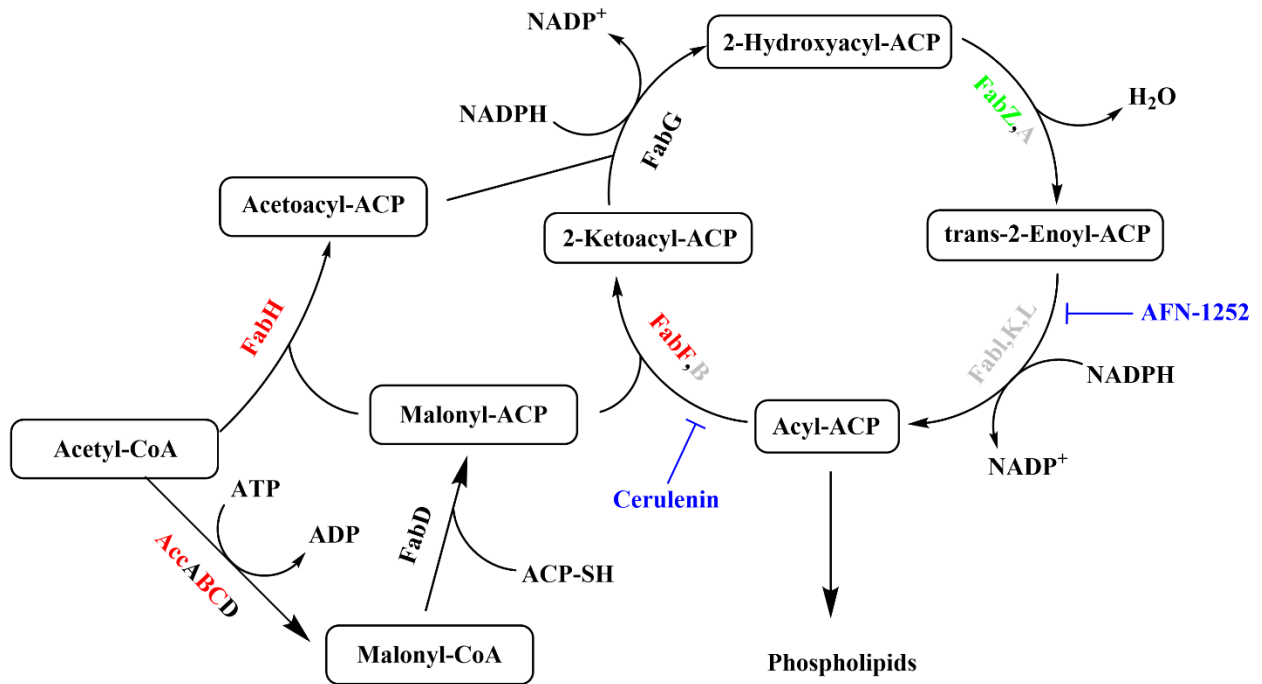 NADP+
2-Hydroxyacyl-ACP
NADPH
FabG
FabZ,A
H2O
Acetoacyl-ACP
2-Ketoacyl-ACP
trans-2-Enoyl-ACP
FabH
FabF,B
FabI,K,L
AFN-1252
NADPH
Malonyl-ACP
Acyl-ACP
Acetyl-CoA
NADP+
Cerulenin
ATP
ADP
AccABCD
FabD
ACP-SH
Malonyl-CoA
Phospholipids